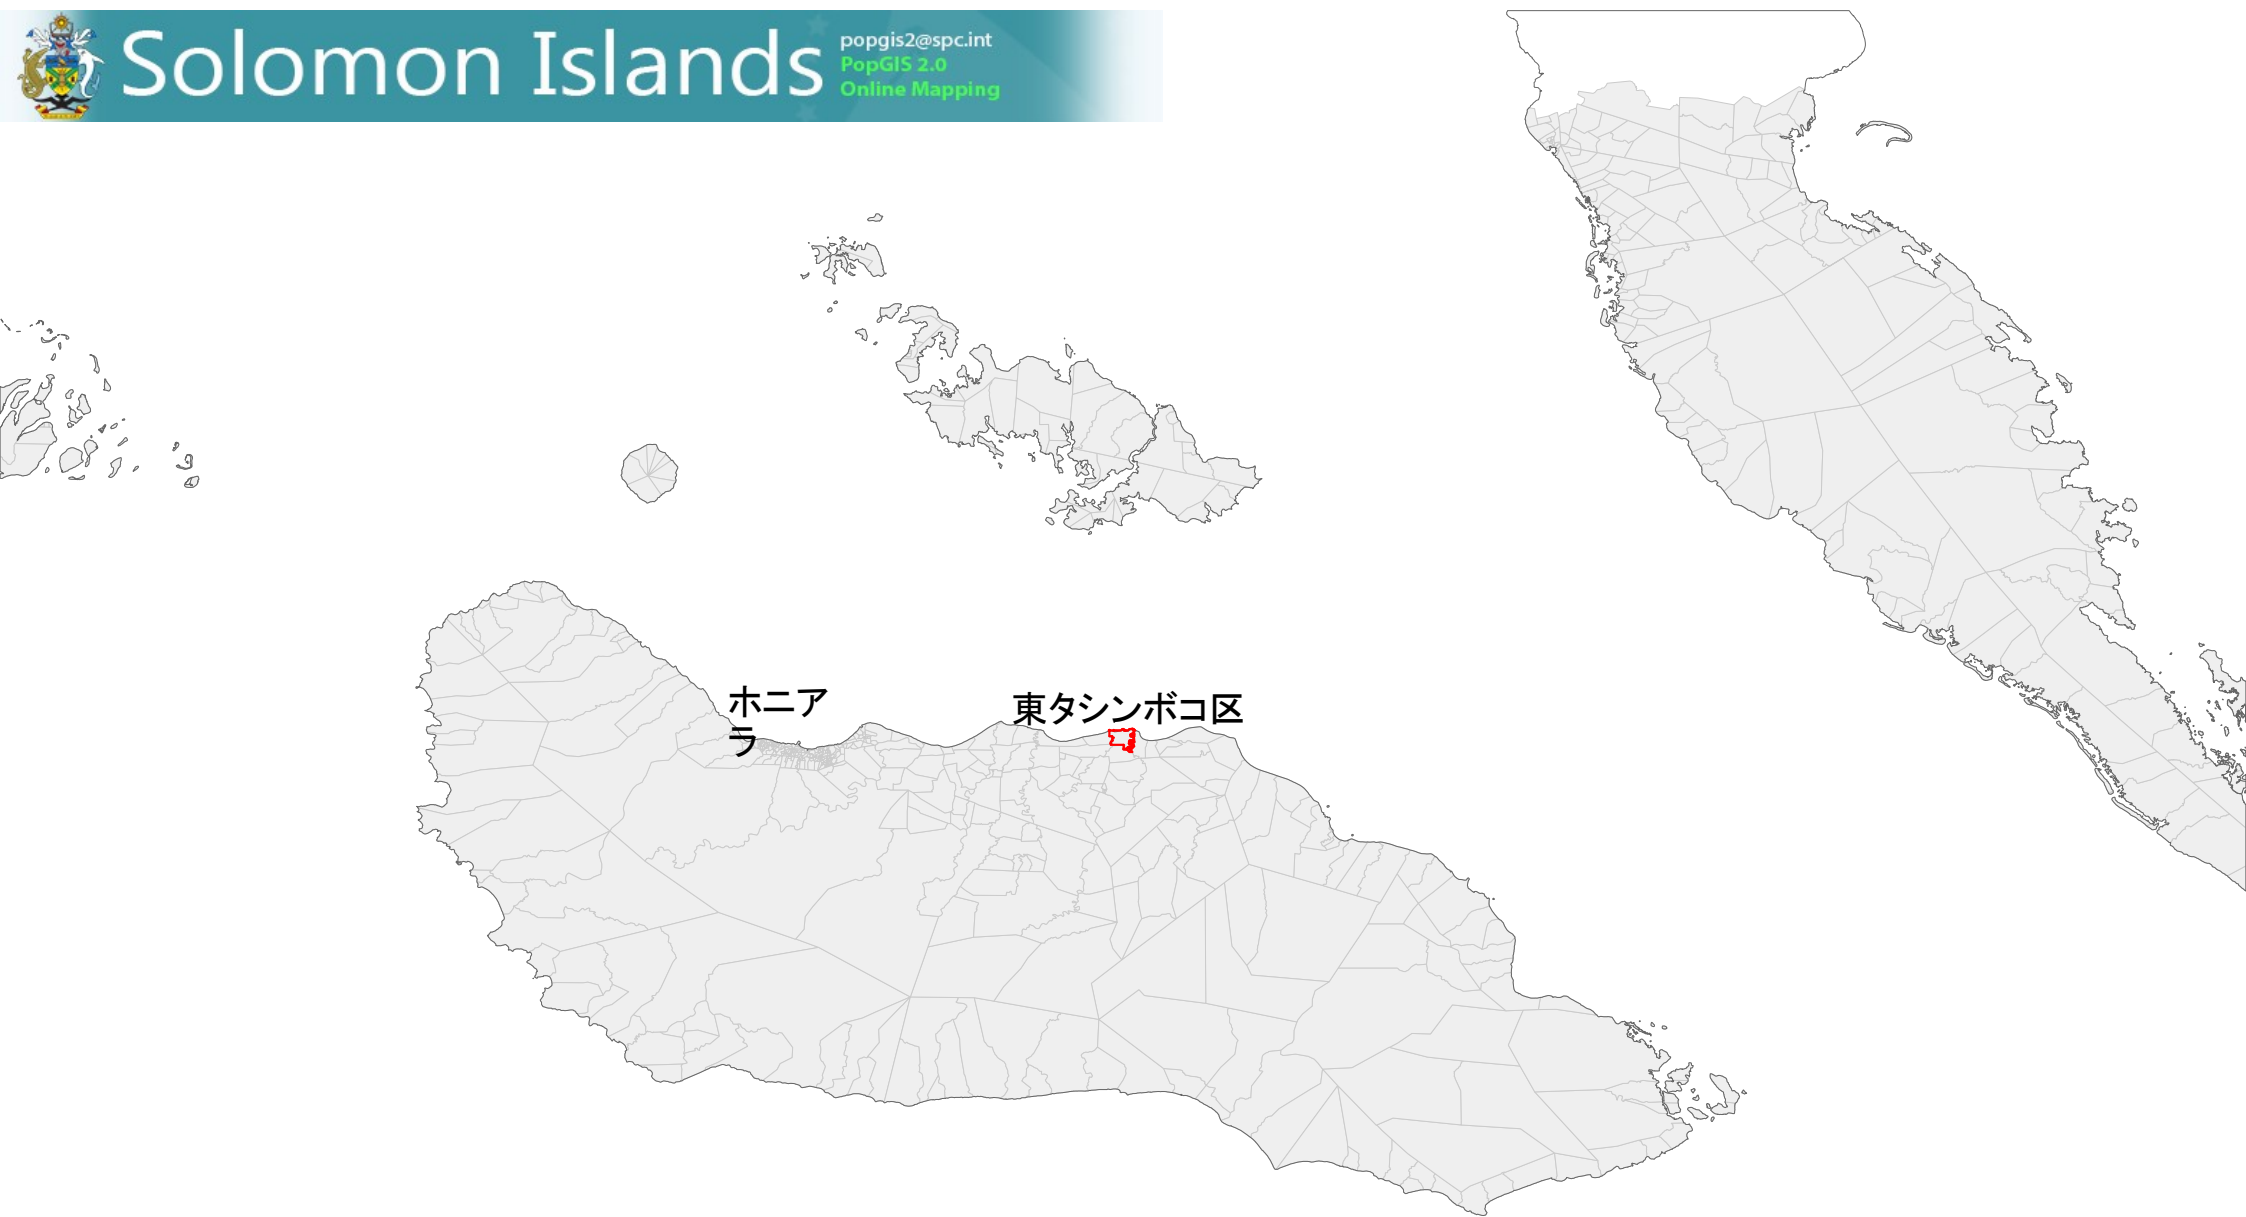 Solomon Islands
popgis2@spc.int
PopGIS 2.0
Online Mapping
ホニア
ラ
東タシンボコ区